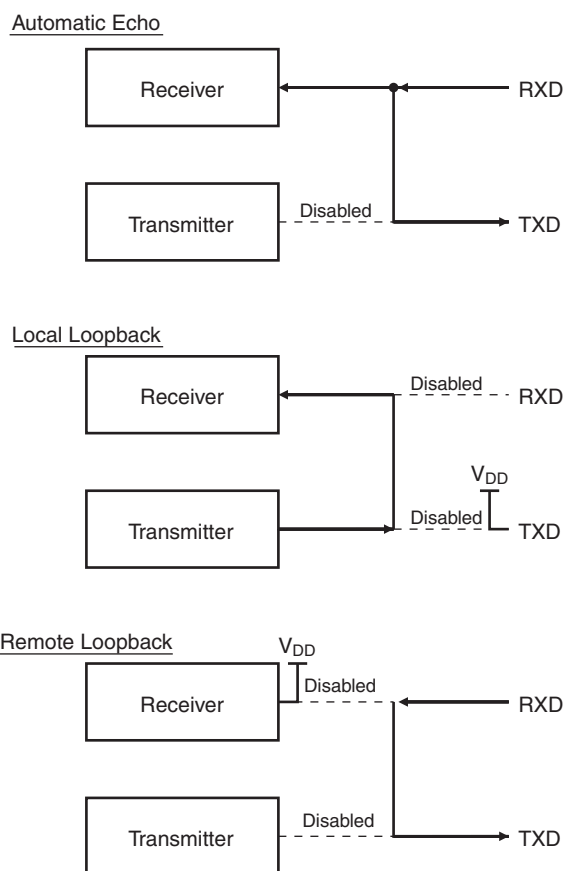 Automatic Echo
Receiver
RXD
Transmitter
Disabled
TXD
Local Loopback
Receiver
Disabled
RXD
VDD
Transmitter
Disabled
TXD
Remote Loopback
VDD
Receiver
Disabled
RXD
Transmitter
Disabled
TXD